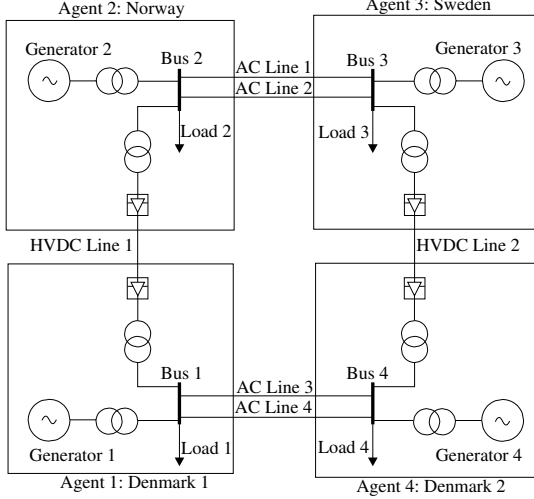 Agent 2: Norway
Agent 3: Sweden
Generator 2
Bus 2
AC Line 1
AC Line 2
Bus 3
Generator 3
Load 2
Load 3
HVDC Line 1
HVDC Line 2
Bus 1
AC Line 3
AC Line 4
Bus 4
Generator 1
Load 1
Load 4
Generator 4
Agent 1: Denmark 1
Agent 4: Denmark 2